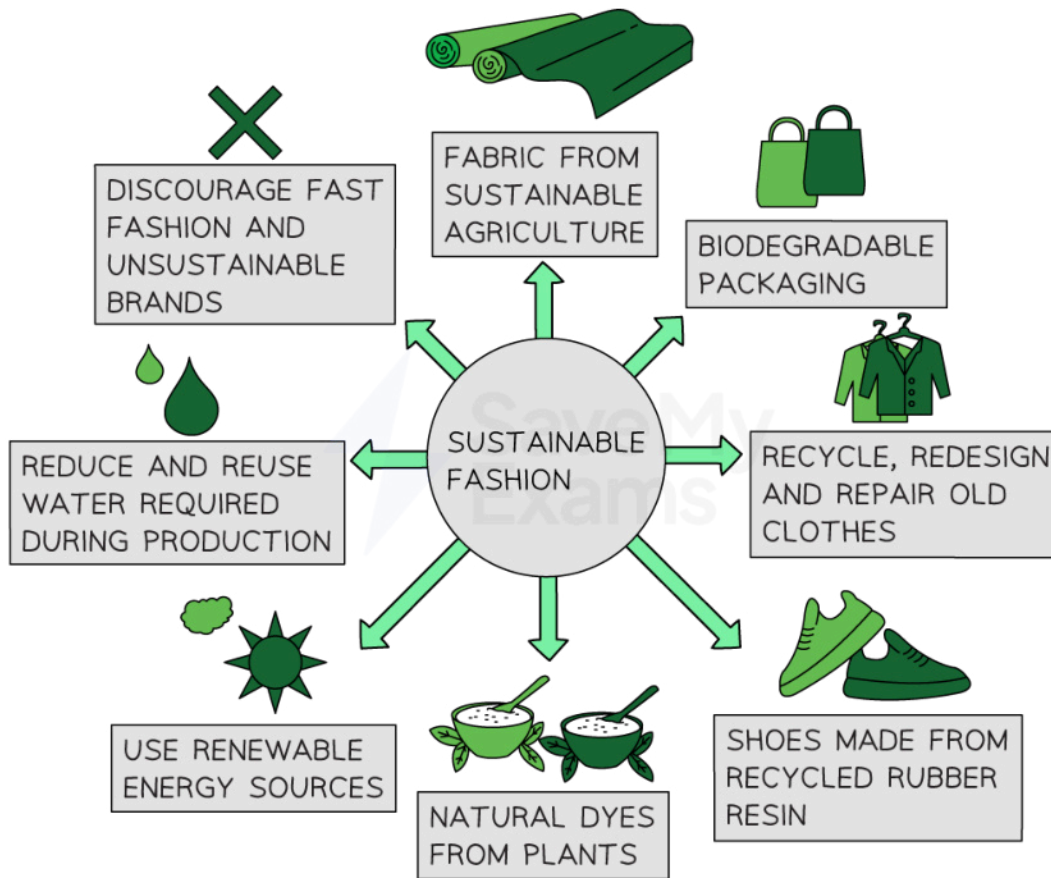 FABRIC FROM
SUSTAINABLE
AGRICULTURE
DISCOURAGE FAST
FASHION AND
UNSUSTAINABLE
BRANDS
BIODEGRADABLE
PACKAGING
SUSTAINABLE
FASHION
SaveMy
Exams
REDUCE AND REUSE
WATER REQUIRED
DURING PRODUCTION
RECYCLE, REDESIGN
AND REPAIR OLD
CLOTHES
USE RENEWABLE
ENERGY SOURCES
NATURAL DYES
FROM PLANTS
SHOES MADE FROM
RECYCLED RUBBER
RESIN